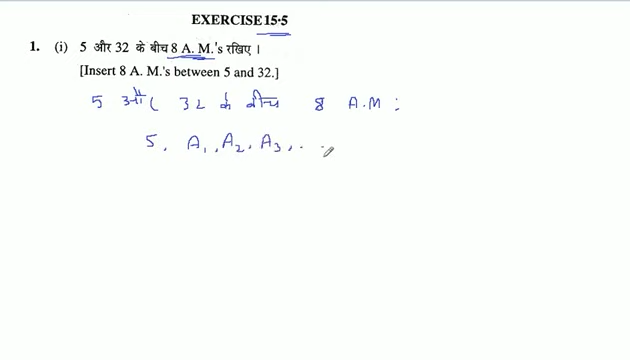 EXERCISE 15·5
1. (i) 5 और 32 के बीच 8 A. M.'s रखिए ।
[Insert 8 A. M.'s between 5 and 32.]
5 और 32 के बीच 8 A.M :
5, A₁, A₂, A₃, . .